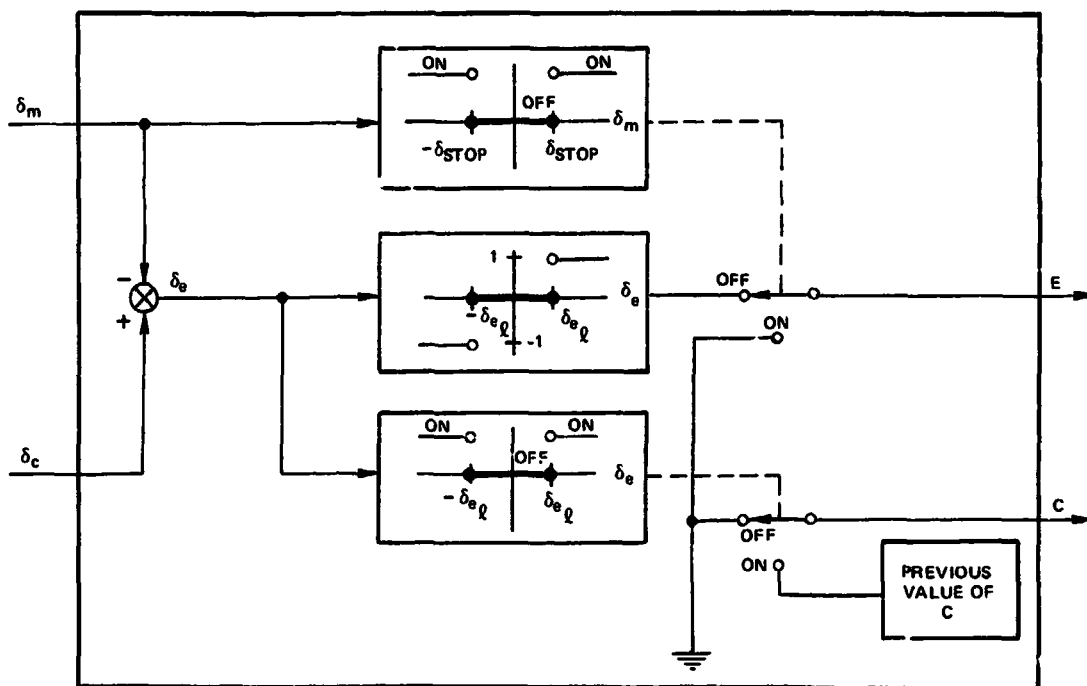 ON ON
δm OFF δm
-δSTOP δSTOP
1
- δe δe OFF E
+ - δeℓ δeℓ
-1 ON
ON ON
δc OFF δe
- δeℓ δeℓ C
OFF
ON PREVIOUS
VALUE OF
C